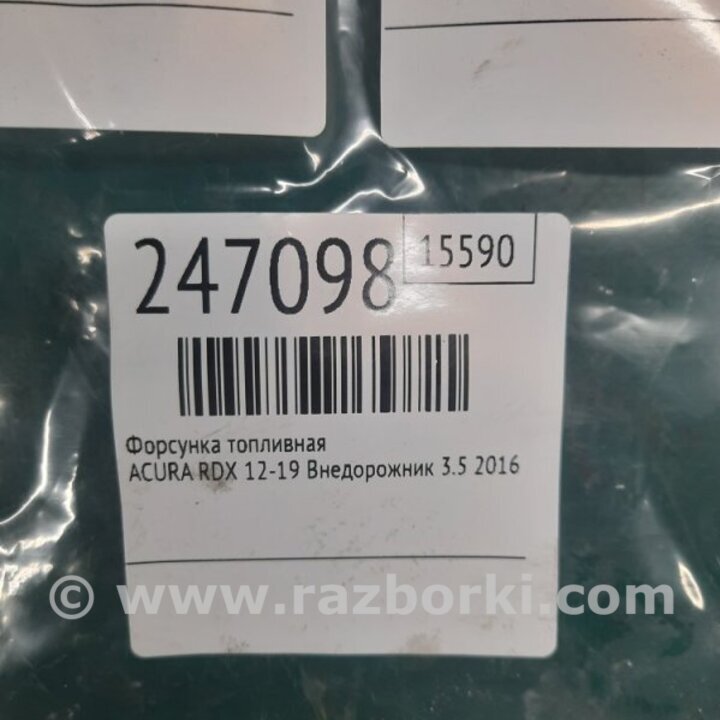 247098
15590
Форсунка топливная
ACURA RDX 12-19 Внедорожник 3.5 2016
© www.razborki.com